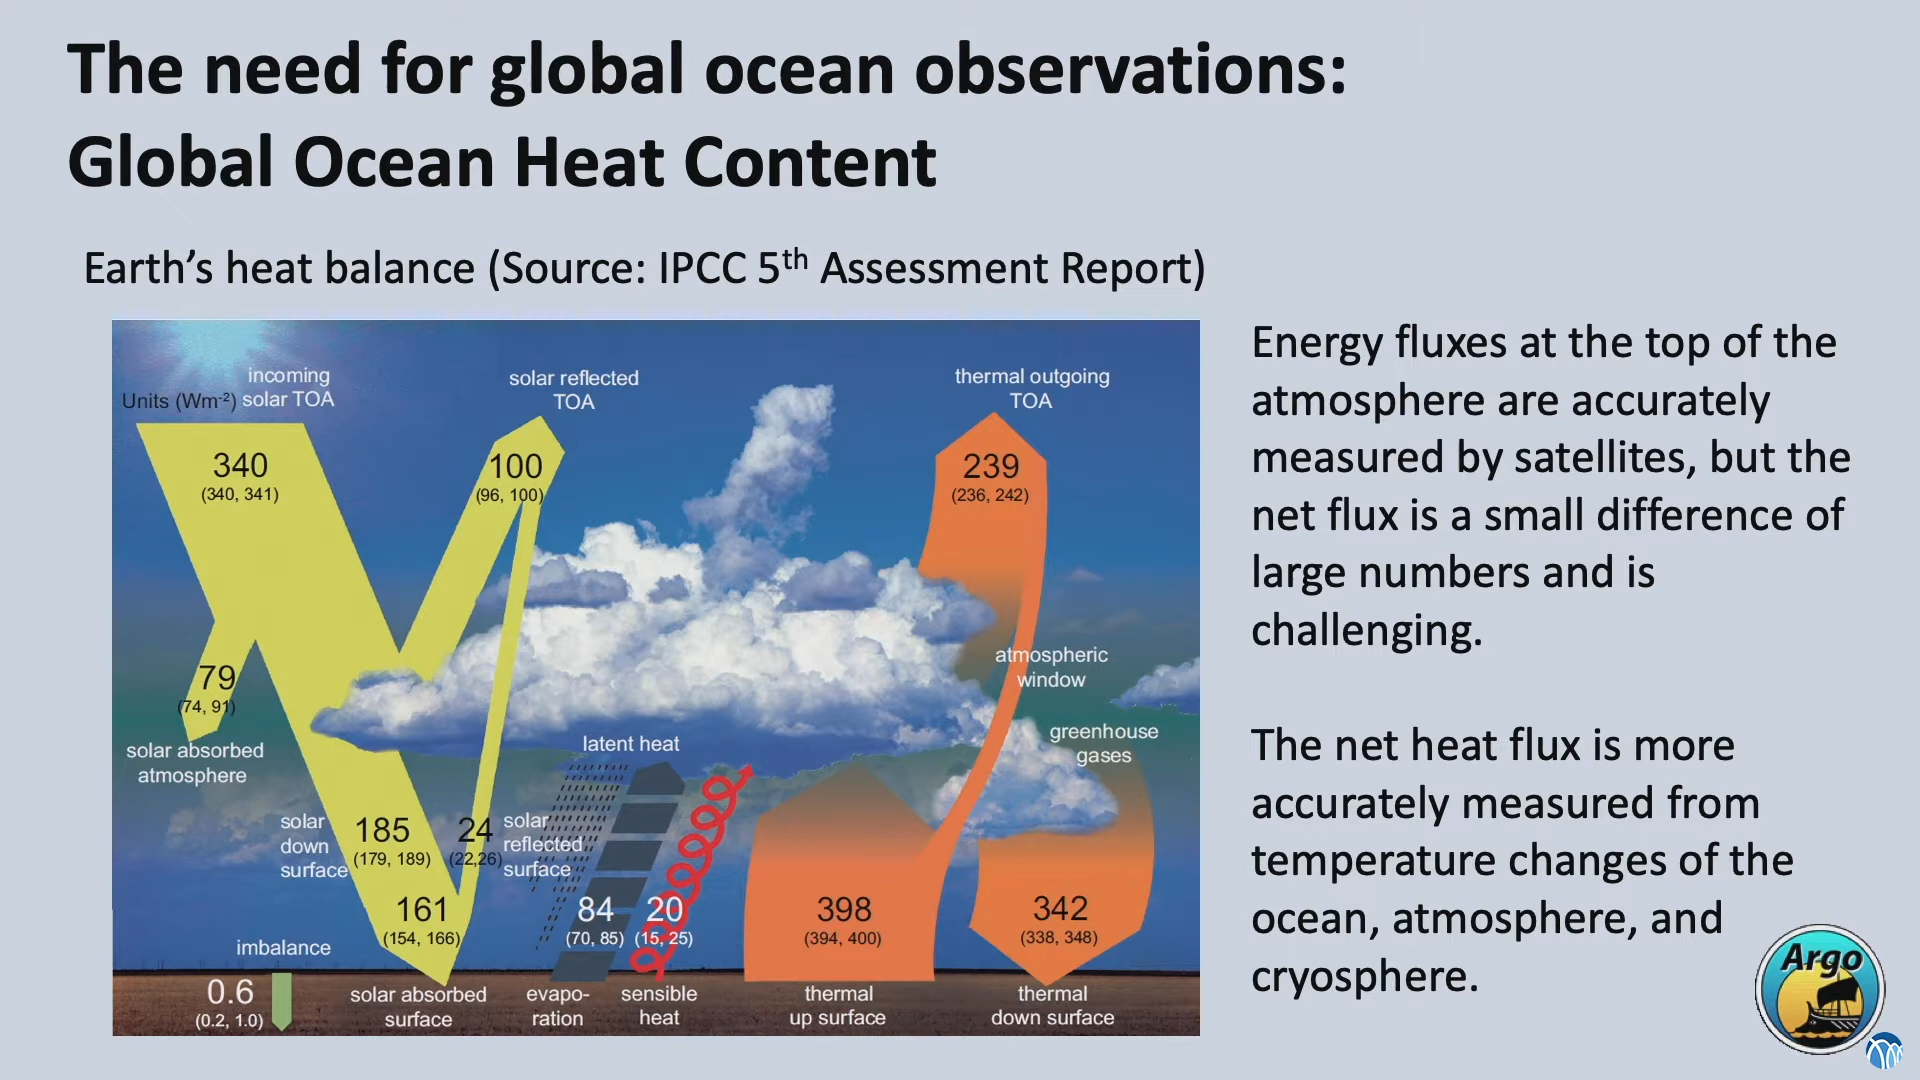 The need for global ocean observations:
Global Ocean Heat Content
Earth’s heat balance (Source: IPCC 5th Assessment Report)
Units (Wm-2)
incoming
solar TOA
340
(340, 341)
solar reflected
TOA
100
(96, 100)
thermal outgoing
TOA
239
(236, 242)
79
(74, 91)
solar absorbed
atmosphere
atmospheric
window
greenhouse
gases
latent heat
solar
down
surface
185
(179, 189)
24
(22,26)
solar
reflected
surface
161
(154, 166)
84
(70, 85)
20
(15, 25)
398
(394, 400)
342
(338, 348)
imbalance
0.6
(0.2, 1.0)
solar absorbed
surface
evapo-
ration
sensible
heat
thermal
up surface
thermal
down surface
Energy fluxes at the top of the
atmosphere are accurately
measured by satellites, but the
net flux is a small difference of
large numbers and is
challenging.
The net heat flux is more
accurately measured from
temperature changes of the
ocean, atmosphere, and
cryosphere.
Argo